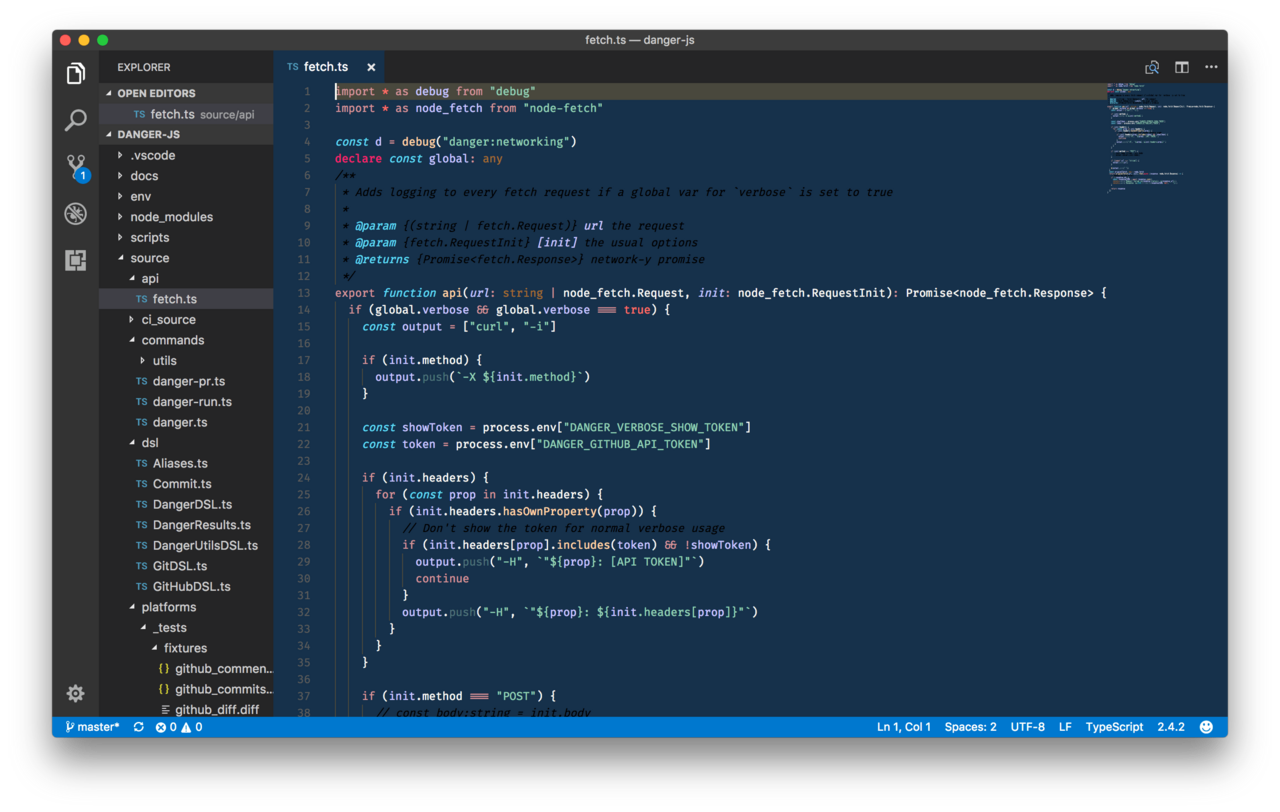 fetch.ts — danger-js
EXPLORER
OPEN EDITORS
TS fetch.ts source/api
DANGER-JS
.vscode
docs
env
node_modules
scripts
source
api
TS fetch.ts
ci_source
commands
utils
TS danger-pr.ts
TS danger-run.ts
TS danger.ts
dsl
TS Aliases.ts
TS Commit.ts
TS DangerDSL.ts
TS DangerResults.ts
TS DangerUtilsDSL.ts
TS GitDSL.ts
TS GitHubDSL.ts
platforms
_tests
fixtures
{} github_commen...
{} github_commits...
github_diff.diff
1
TS fetch.ts ×
1 import * as debug from "debug"
2 import * as node_fetch from "node-fetch"
3
4 const d = debug("danger:networking")
5 declare const global: any
6 /**
7 * Adds logging to every fetch request if a global var for `verbose` is set to true
8 *
9 * @param {(string | fetch.Request)} url the request
10 * @param {fetch.RequestInit} [init] the usual options
11 * @returns {Promise<fetch.Response>} network-y promise
12 */
13 export function api(url: string | node_fetch.Request, init: node_fetch.RequestInit): Promise<node_fetch.Response> {
14 if (global.verbose && global.verbose === true) {
15 const output = ["curl", "-i"]
16
17 if (init.method) {
18 output.push(`-X ${init.method}`)
19 }
20
21 const showToken = process.env["DANGER_VERBOSE_SHOW_TOKEN"]
22 const token = process.env["DANGER_GITHUB_API_TOKEN"]
23
24 if (init.headers) {
25 for (const prop in init.headers) {
26 if (init.headers.hasOwnProperty(prop)) {
27 // Don't show the token for normal verbose usage
28 if (init.headers[prop].includes(token) && !showToken) {
29 output.push("-H", `"${prop}: [API TOKEN]"`)
30 continue
31 }
32 output.push("-H", `"${prop}: ${init.headers[prop]}"`)
33 }
34 }
35 }
36
37 if (init.method === "POST") {
38 // const body:string = init.body
master* 0 0
Ln 1, Col 1 Spaces: 2 UTF-8 LF TypeScript 2.4.2